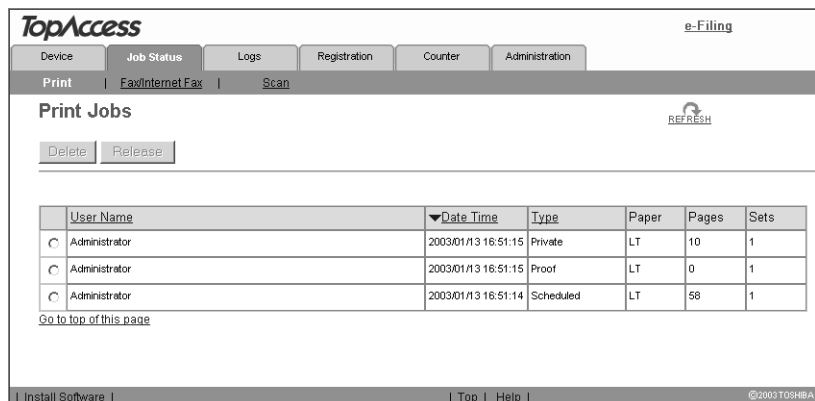 TopAccess e-Filing
Device Job Status Logs Registration Counter Administration
Print | Fax/Internet Fax | Scan
Print Jobs
REFRESH
Delete Release
User Name Date Time Type Paper Pages Sets
Administrator 2003/01/13 16:51:15 Private LT 10 1
Administrator 2003/01/13 16:51:15 Proof LT 0 1
Administrator 2003/01/13 16:51:14 Scheduled LT 58 1
Go to top of this page
| Install Software | | Top | Help | ©2003 TOSHIBA